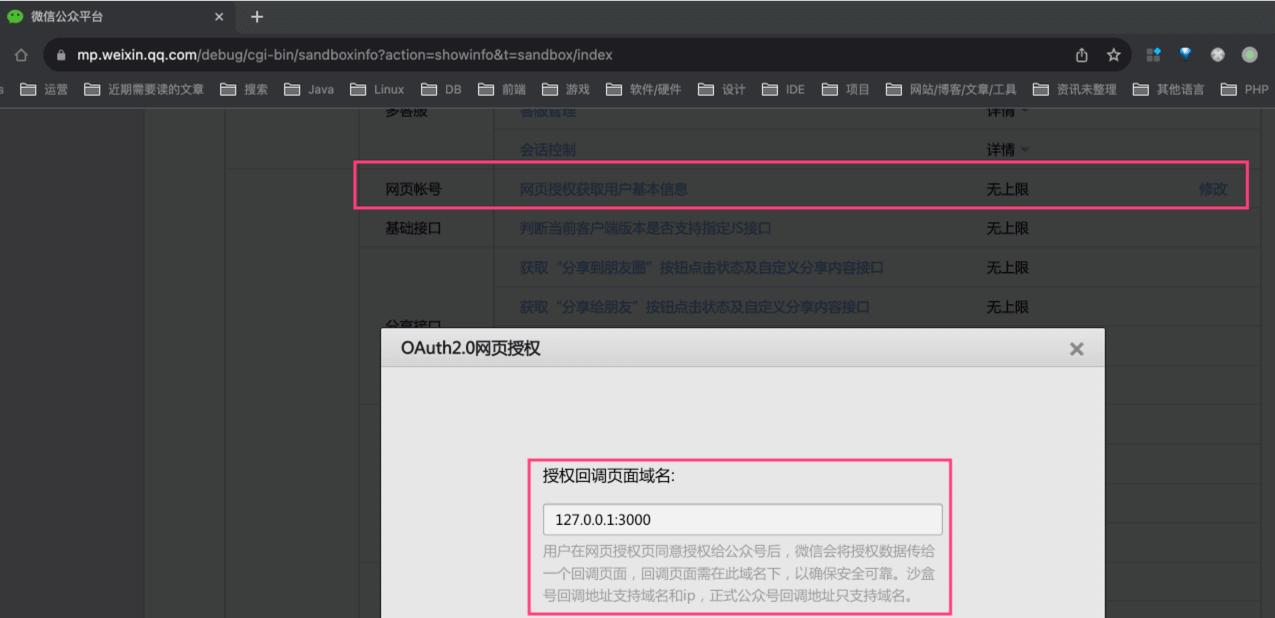 微信公众平台
mp.weixin.qq.com/debug/cgi-bin/sandboxinfo?action=showinfo&t=sandbox/index
s 运营 近期需要读的文章 搜索 Java Linux DB 前端 游戏 软件/硬件 设计 IDE 项目 网站/博客/文章/工具 资讯未整理 其他语言 PHP
多客服 客服管理 详情
会话控制 详情
网页帐号 网页授权获取用户基本信息 无上限 修改
基础接口 判断当前客户端版本是否支持指定JS接口 无上限
获取“分享到朋友圈”按钮点击状态及自定义分享内容接口 无上限
获取“分享给朋友”按钮点击状态及自定义分享内容接口 无上限
分享接口
OAuth2.0网页授权
授权回调页面域名:
127.0.0.1:3000
用户在网页授权页同意授权给公众号后，微信会将授权数据传给
一个回调页面，回调页面需在此域名下，以确保安全可靠。沙盒
号回调地址支持域名和ip，正式公众号回调地址只支持域名。